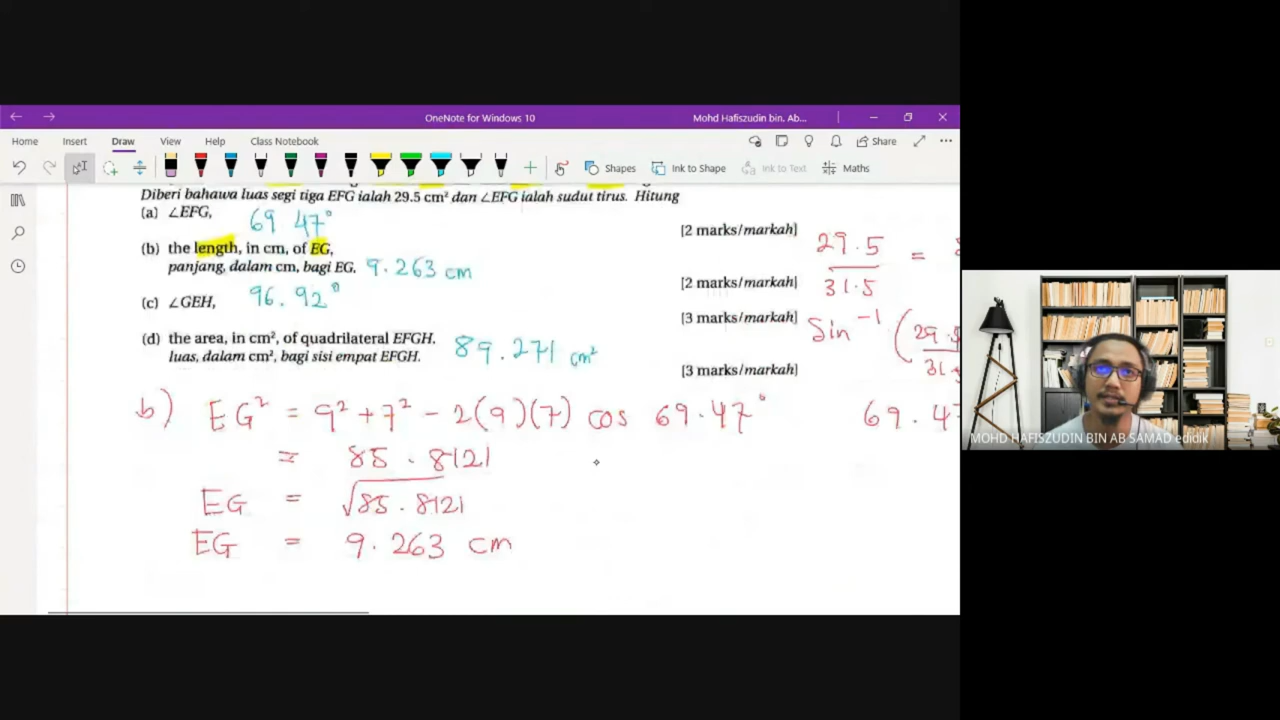 OneNote for Windows 10
Mohd Hafiszudin bin. Ab...
Home Insert Draw View Help Class Notebook
Share
Shapes Ink to Shape Ink to Text Maths
Diberi bahawa luas segi tiga EFG ialah 29.5 cm² dan ∠EFG ialah sudut tirus. Hitung
(a) ∠EFG, 69.47°
[2 marks/markah]
(b) the length, in cm, of EG,
panjang, dalam cm, bagi EG. 9.263 cm
[2 marks/markah]
(c) ∠GEH, 96.92°
[3 marks/markah]
(d) the area, in cm², of quadrilateral EFGH.
luas, dalam cm², bagi sisi empat EFGH. 89.271 cm²
[3 marks/markah]
29.5
31.5
=
Sin⁻¹ (29.5
31.
69.47
b) EG² = 9² + 7² - 2(9)(7) cos 69.47°
= 85.8121
EG = √85.8121
EG = 9.263 cm
MOHD HAFISZUDIN BIN AB SAMAD edidik